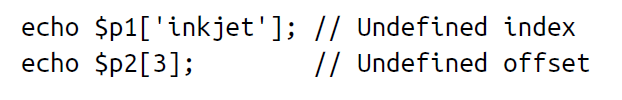 echo $p1['inkjet']; // Undefined index
echo $p2[3];        // Undefined offset